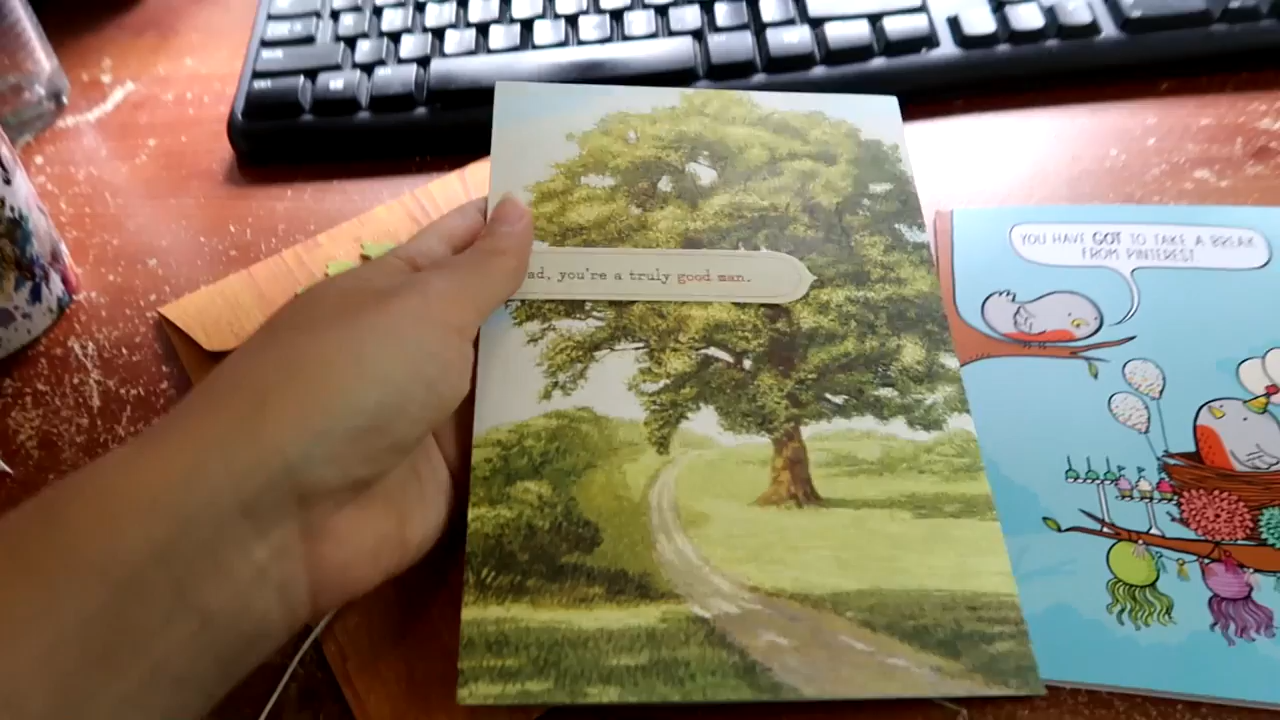 ad, you're a truly good man.
YOU HAVE GOT TO TAKE A BREAK
FROM PINTEREST.